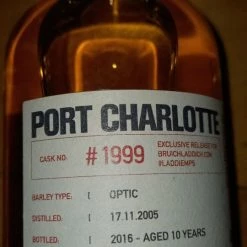 PORT CHARLOTTE
CASK NO: #1999
EXCLUSIVE RELEASE FOR
BRUICHLADDICH.COM
#LADDIEMP5
BARLEY TYPE: [ OPTIC
DISTILLED: [ 17.11.2005
BOTTLED: [ 2016 - AGED 10 YEARS